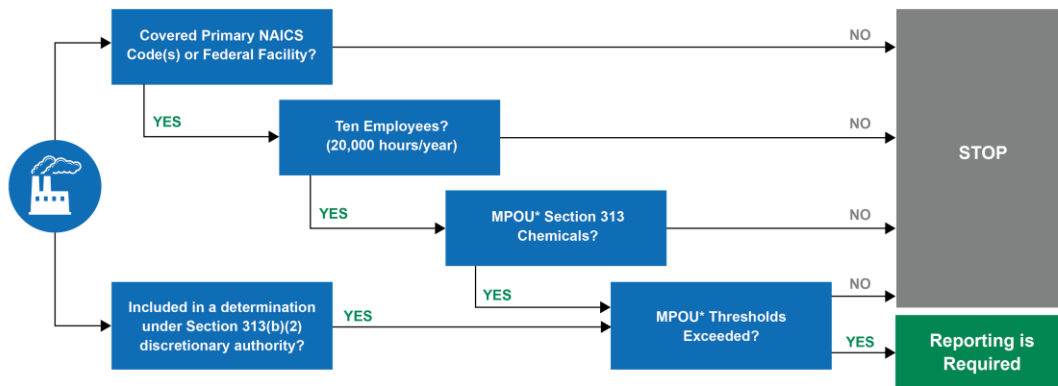 Covered Primary NAICS
Code(s) or Federal Facility?
NO
YES
Ten Employees?
(20,000 hours/year)
NO
STOP
YES
MPOU* Section 313
Chemicals?
NO
YES
NO
Included in a determination
under Section 313(b)(2)
discretionary authority?
YES
MPOU* Thresholds
Exceeded?
YES
Reporting is
Required